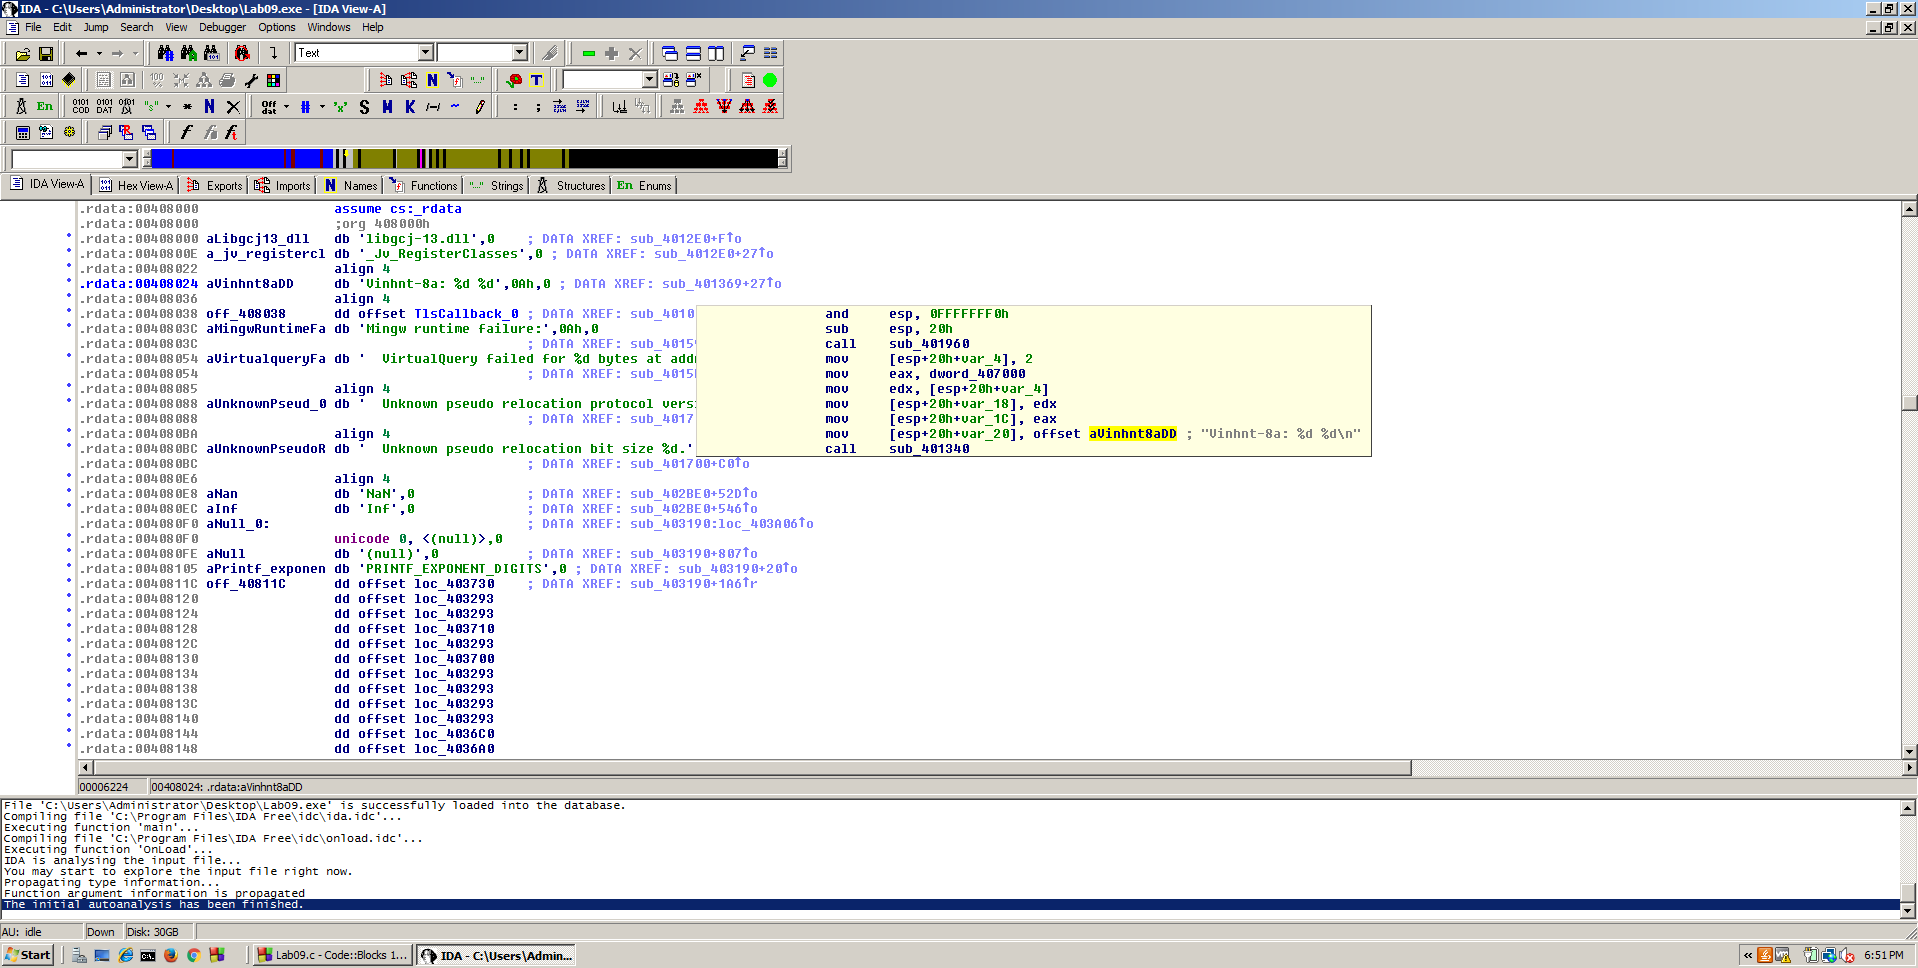 IDA - C:\Users\Administrator\Desktop\Lab09.exe - [IDA View-A]
File Edit Jump Search View Debugger Options Windows Help
Text
En
IDA View-A Hex View-A Exports Imports N Names Functions "..." Strings Structures En Enums
.rdata:00408000 assume cs:_rdata
.rdata:00408000 ;org 408000h
.rdata:00408000 aLibgcj13_dll db 'libgcj-13.dll',0 ; DATA XREF: sub_4012E0+F↑o
.rdata:0040800E a_jv_registercl db '_Jv_RegisterClasses',0 ; DATA XREF: sub_4012E0+27↑o
.rdata:00408022 align 4
.rdata:00408024 aVinhnt8aDD db 'Vinhnt-8a: %d %d',0Ah,0 ; DATA XREF: sub_401369+27↑o
.rdata:00408036 align 4
.rdata:00408038 off_408038 dd offset TlsCallback_0 ; DATA XREF: sub_4010
.rdata:0040803C aMingwRuntimeFa db 'Mingw runtime failure:',0Ah,0
.rdata:0040803C ; DATA XREF: sub_40159
.rdata:00408054 aVirtualqueryFa db '  VirtualQuery failed for %d bytes at add
.rdata:00408054 ; DATA XREF: sub_4015
.rdata:00408085 align 4
.rdata:00408088 aUnknownPseud_0 db '  Unknown pseudo relocation protocol vers
.rdata:00408088 ; DATA XREF: sub_4017
.rdata:004080BA align 4
.rdata:004080BC aUnknownPseudoR db '  Unknown pseudo relocation bit size %d.'
.rdata:004080BC ; DATA XREF: sub_401700+C0↑o
.rdata:004080E6 align 4
.rdata:004080E8 aNan db 'NaN',0 ; DATA XREF: sub_402BE0+52D↑o
.rdata:004080EC aInf db 'Inf',0 ; DATA XREF: sub_402BE0+546↑o
.rdata:004080F0 aNull_0: ; DATA XREF: sub_403190:loc_403A06↑o
.rdata:004080F0 unicode 0, <(null)>,0
.rdata:004080FE aNull db '(null)',0 ; DATA XREF: sub_403190+807↑o
.rdata:00408105 aPrintf_exponen db 'PRINTF_EXPONENT_DIGITS',0 ; DATA XREF: sub_403190+20↑o
.rdata:0040811C off_40811C dd offset loc_403730 ; DATA XREF: sub_403190+1A6↑r
.rdata:00408120 dd offset loc_403293
.rdata:00408124 dd offset loc_403293
.rdata:00408128 dd offset loc_403710
.rdata:0040812C dd offset loc_403293
.rdata:00408130 dd offset loc_403700
.rdata:00408134 dd offset loc_403293
.rdata:00408138 dd offset loc_403293
.rdata:0040813C dd offset loc_403293
.rdata:00408140 dd offset loc_403293
.rdata:00408144 dd offset loc_4036C0
.rdata:00408148 dd offset loc_4036A0
and esp, 0FFFFFFF0h
sub esp, 20h
call sub_401960
mov [esp+20h+var_4], 2
mov eax, dword_407000
mov edx, [esp+20h+var_4]
mov [esp+20h+var_18], edx
mov [esp+20h+var_1C], eax
mov [esp+20h+var_20], offset aVinhnt8aDD ; "Vinhnt-8a: %d %d\n"
call sub_401340
00006224 00408024: .rdata:aVinhnt8aDD
File 'C:\Users\Administrator\Desktop\Lab09.exe' is successfully loaded into the database.
Compiling file 'C:\Program Files\IDA Free\idc\ida.idc'...
Executing function 'main'...
Compiling file 'C:\Program Files\IDA Free\idc\onload.idc'...
Executing function 'OnLoad'...
IDA is analysing the input file...
You may start to explore the input file right now.
Propagating type information...
Function argument information is propagated
The initial autoanalysis has been finished.
AU: idle Down Disk: 30GB
Start Lab09.c - Code::Blocks 1... IDA - C:\Users\Admin... 6:51 PM